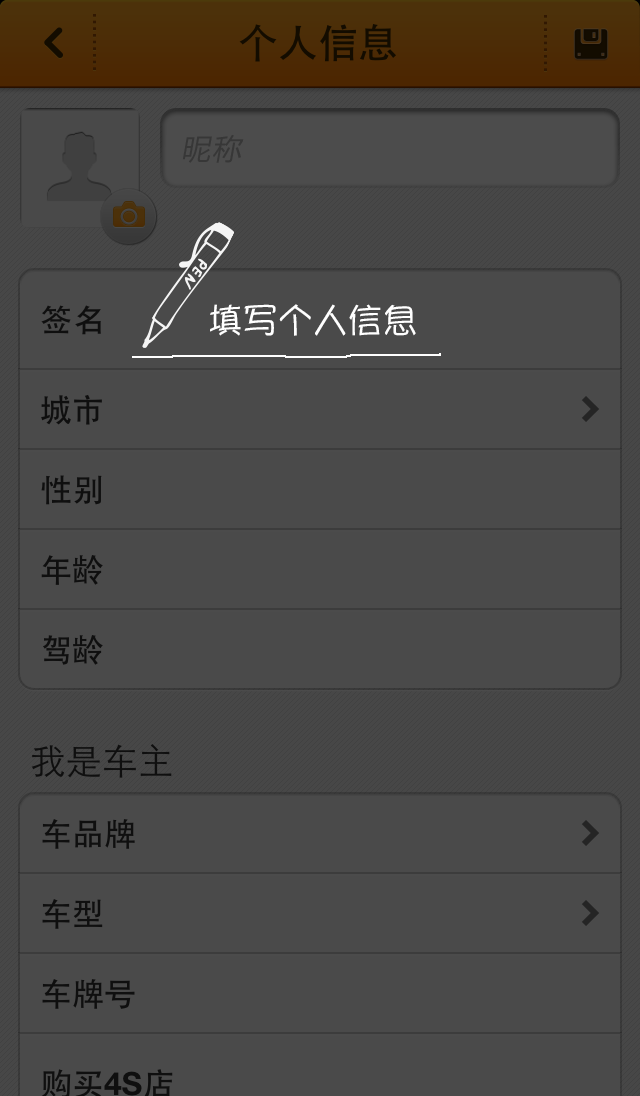 个人信息
昵称
PEN
签名
填写个人信息
城市
性别
年龄
驾龄
我是车主
车品牌
车型
车牌号
购买4S店